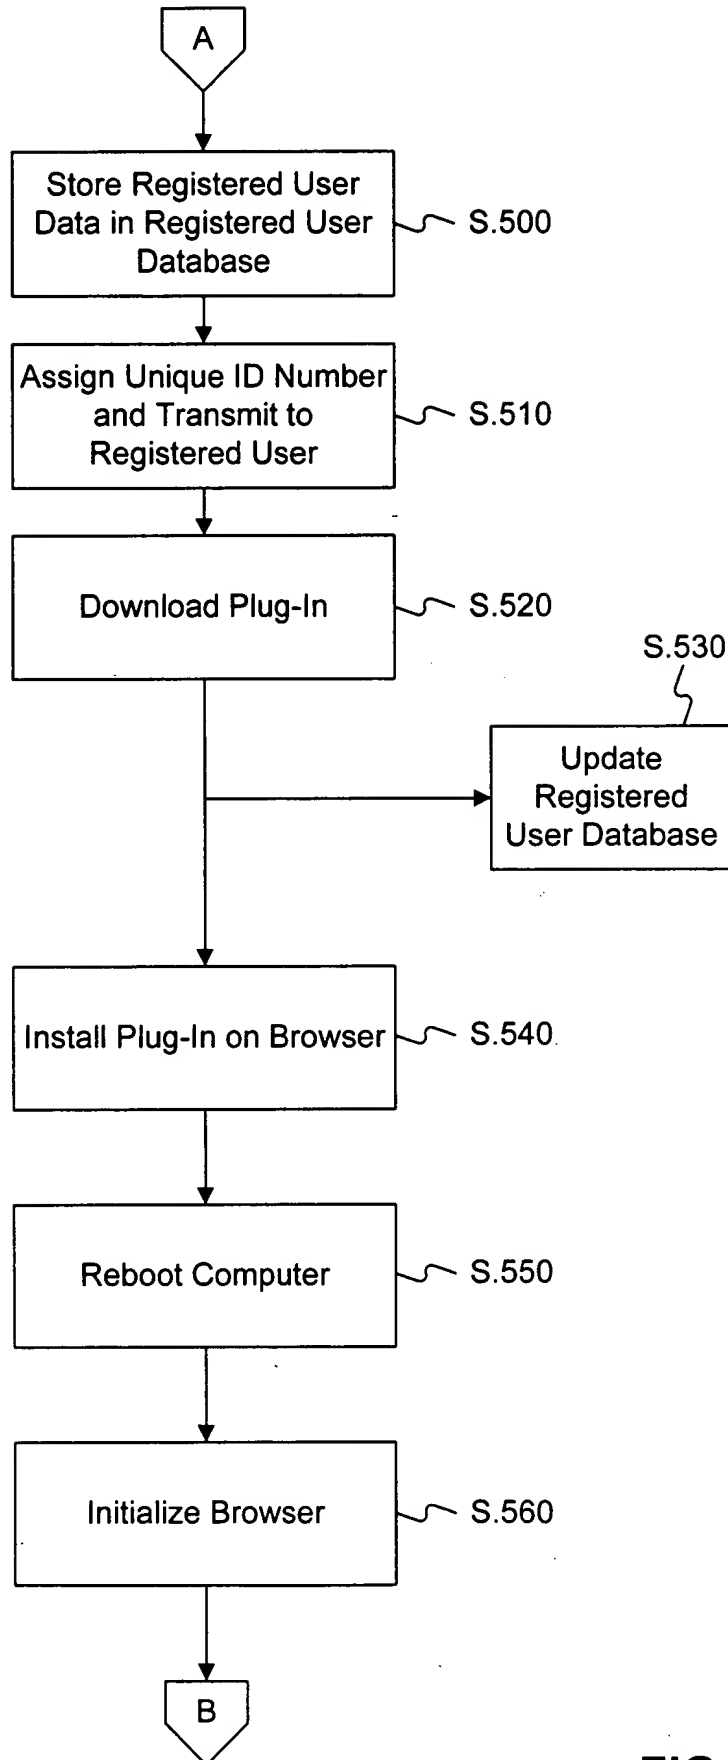 A
Store Registered User
Data in Registered User
Database
S.500
Assign Unique ID Number
and Transmit to
Registered User
S.510
Download Plug-In
S.520
S.530
Update
Registered
User Database
Install Plug-In on Browser
S.540
Reboot Computer
S.550
Initialize Browser
S.560
B